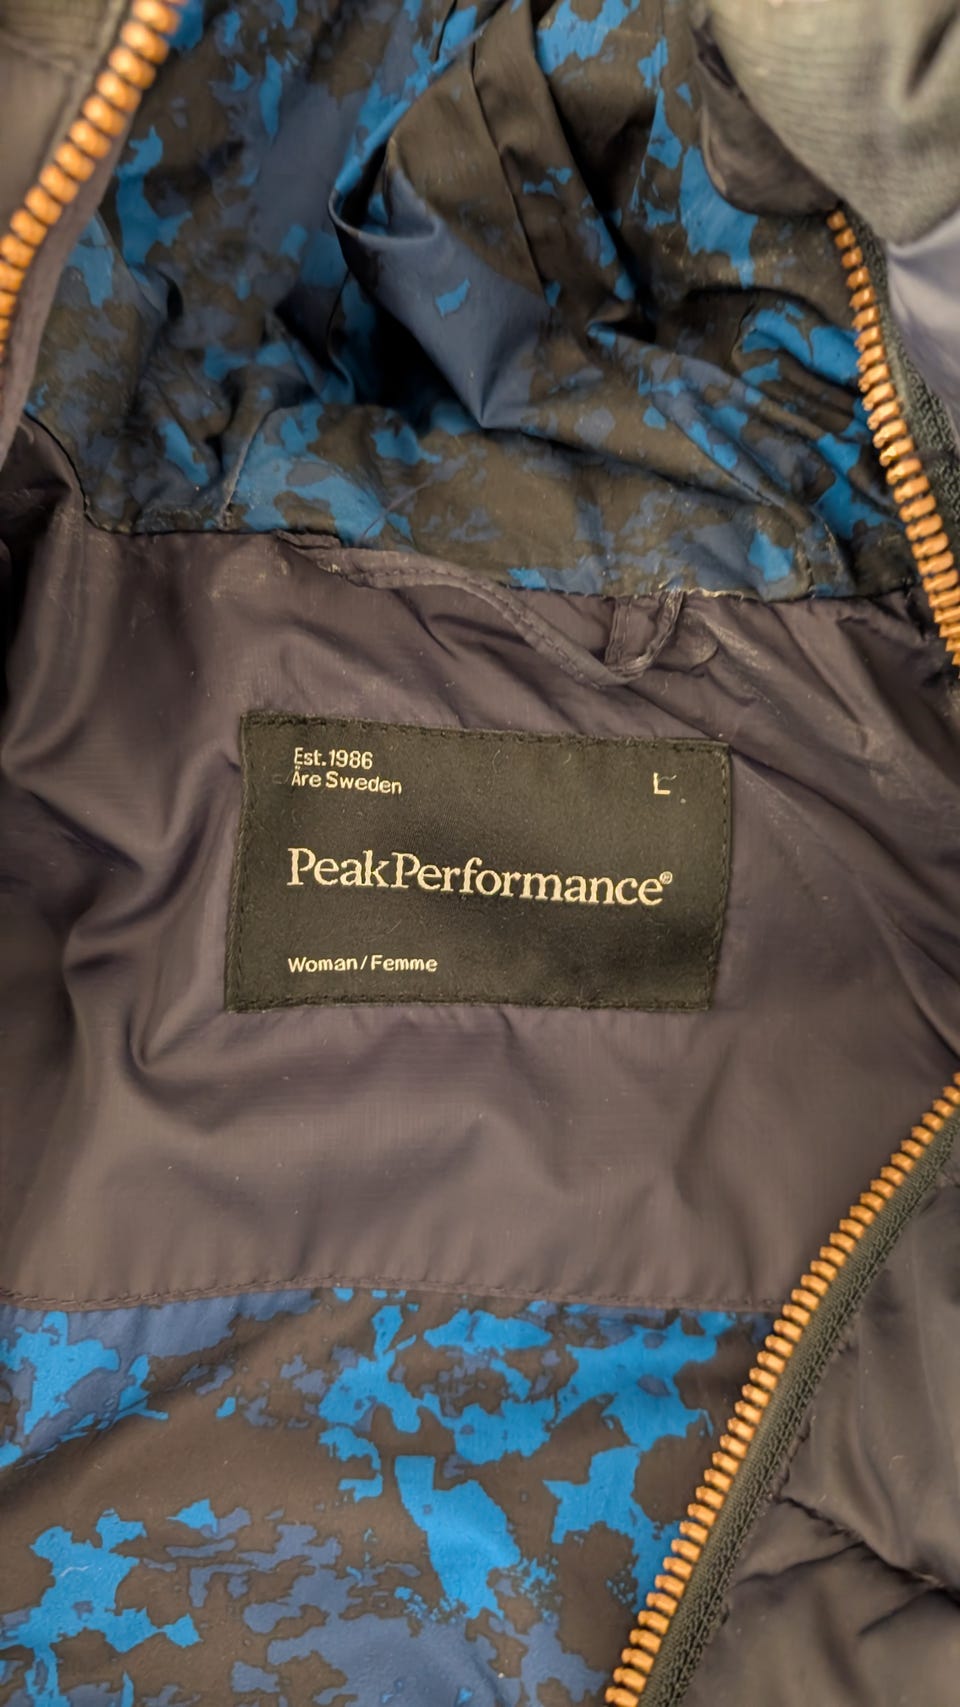 Est.1986
Åre Sweden
L
PeakPerformance®
Woman/Femme